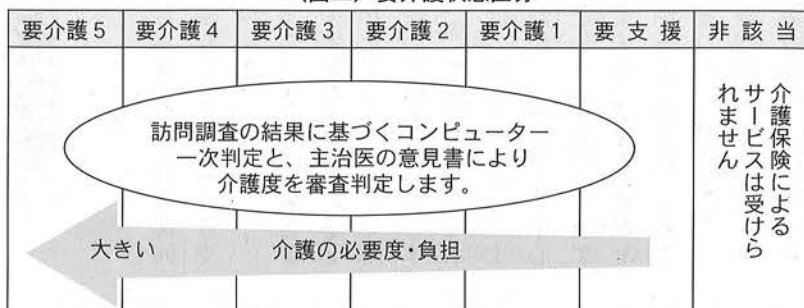 要介護5 要介護4 要介護3 要介護2 要介護1 要支援 非該当
訪問調査の結果に基づくコンピューター
一次判定と、主治医の意見書により
介護度を審査判定します。
介護保険による
サービスは受けら
れません
大きい 介護の必要度・負担